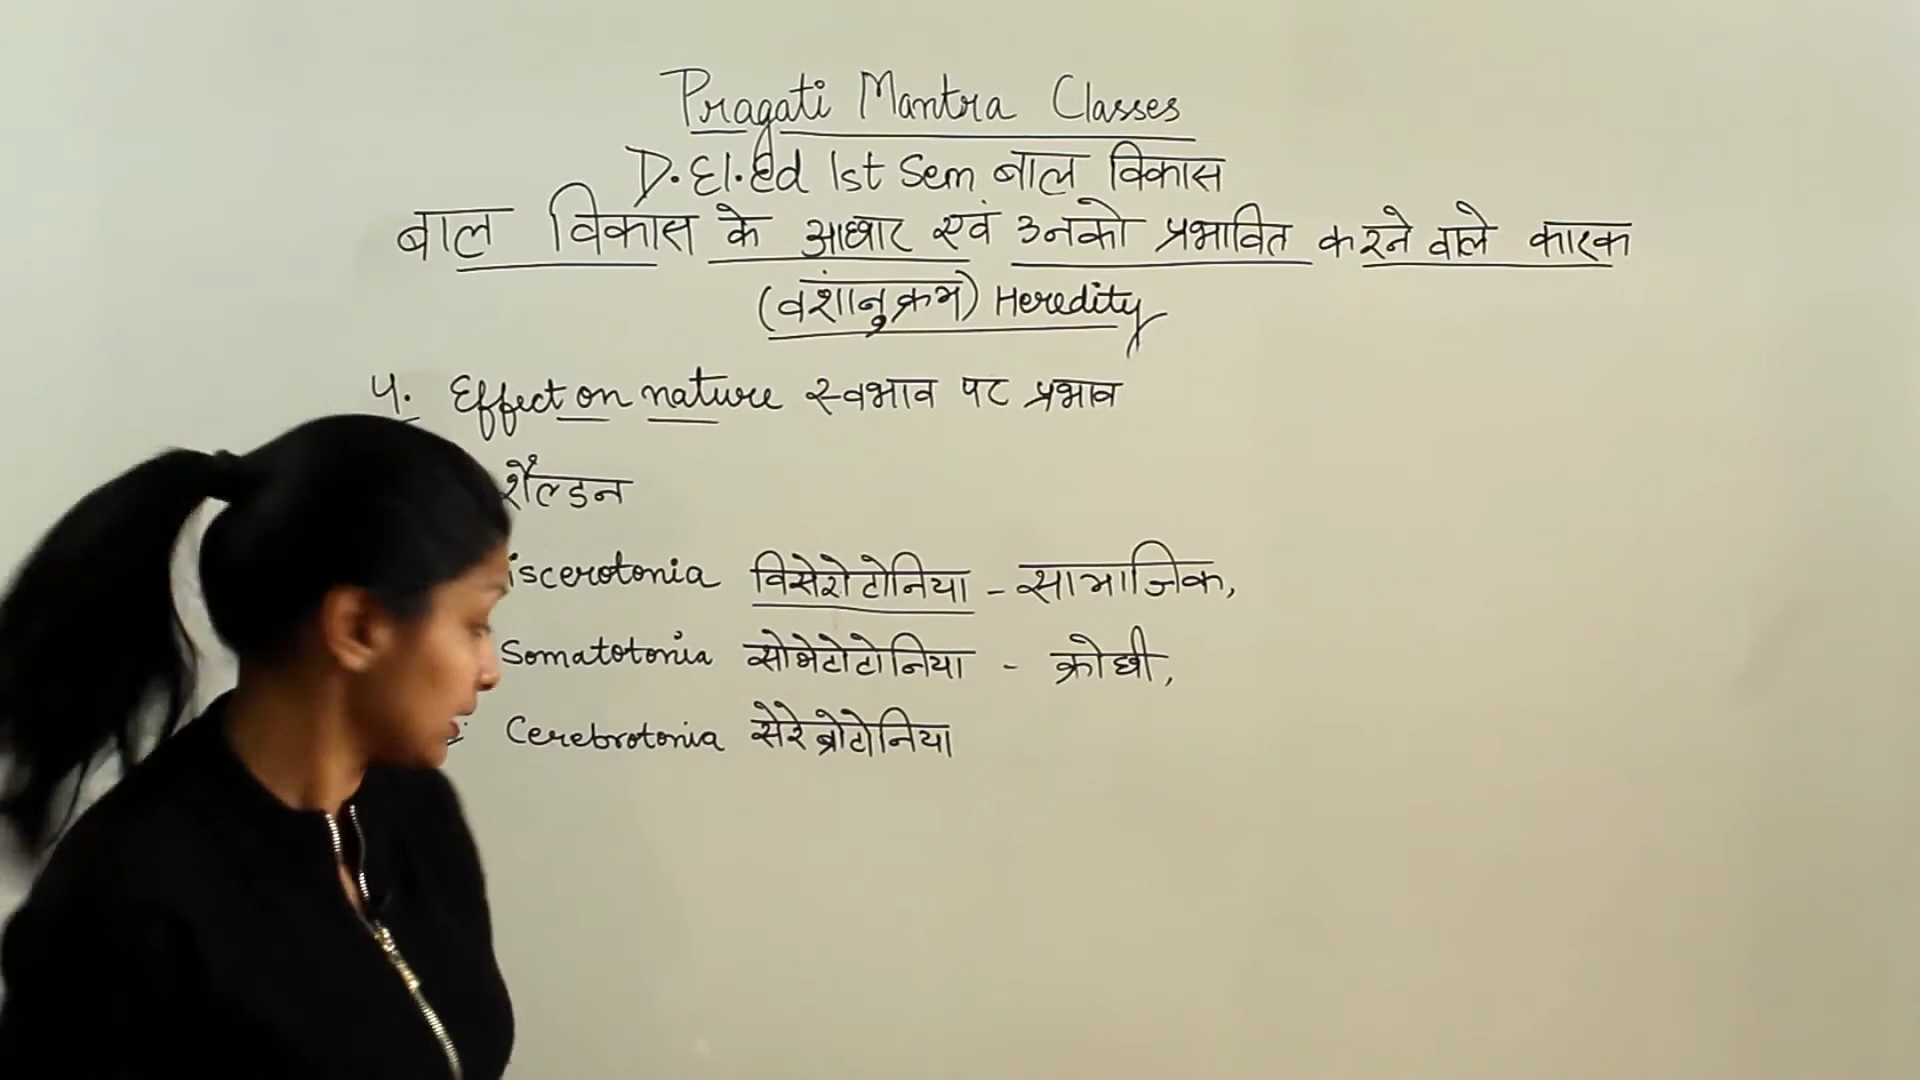 Pragati Mantra Classes
D.El.Ed 1st Sem बाल विकास
बाल विकास के आधार एवं उनको प्रभावित करने वाले कारक
(वंशानुक्रम) Heredity
4. Effect on nature स्वभाव पर प्रभाव
शैल्डन
iscerotonia विसेरोटोनिया - सामाजिक,
Somatotonia सोमेटोटोनिया - क्रोधी,
Cerebrotonia सेरेब्रोटोनिया